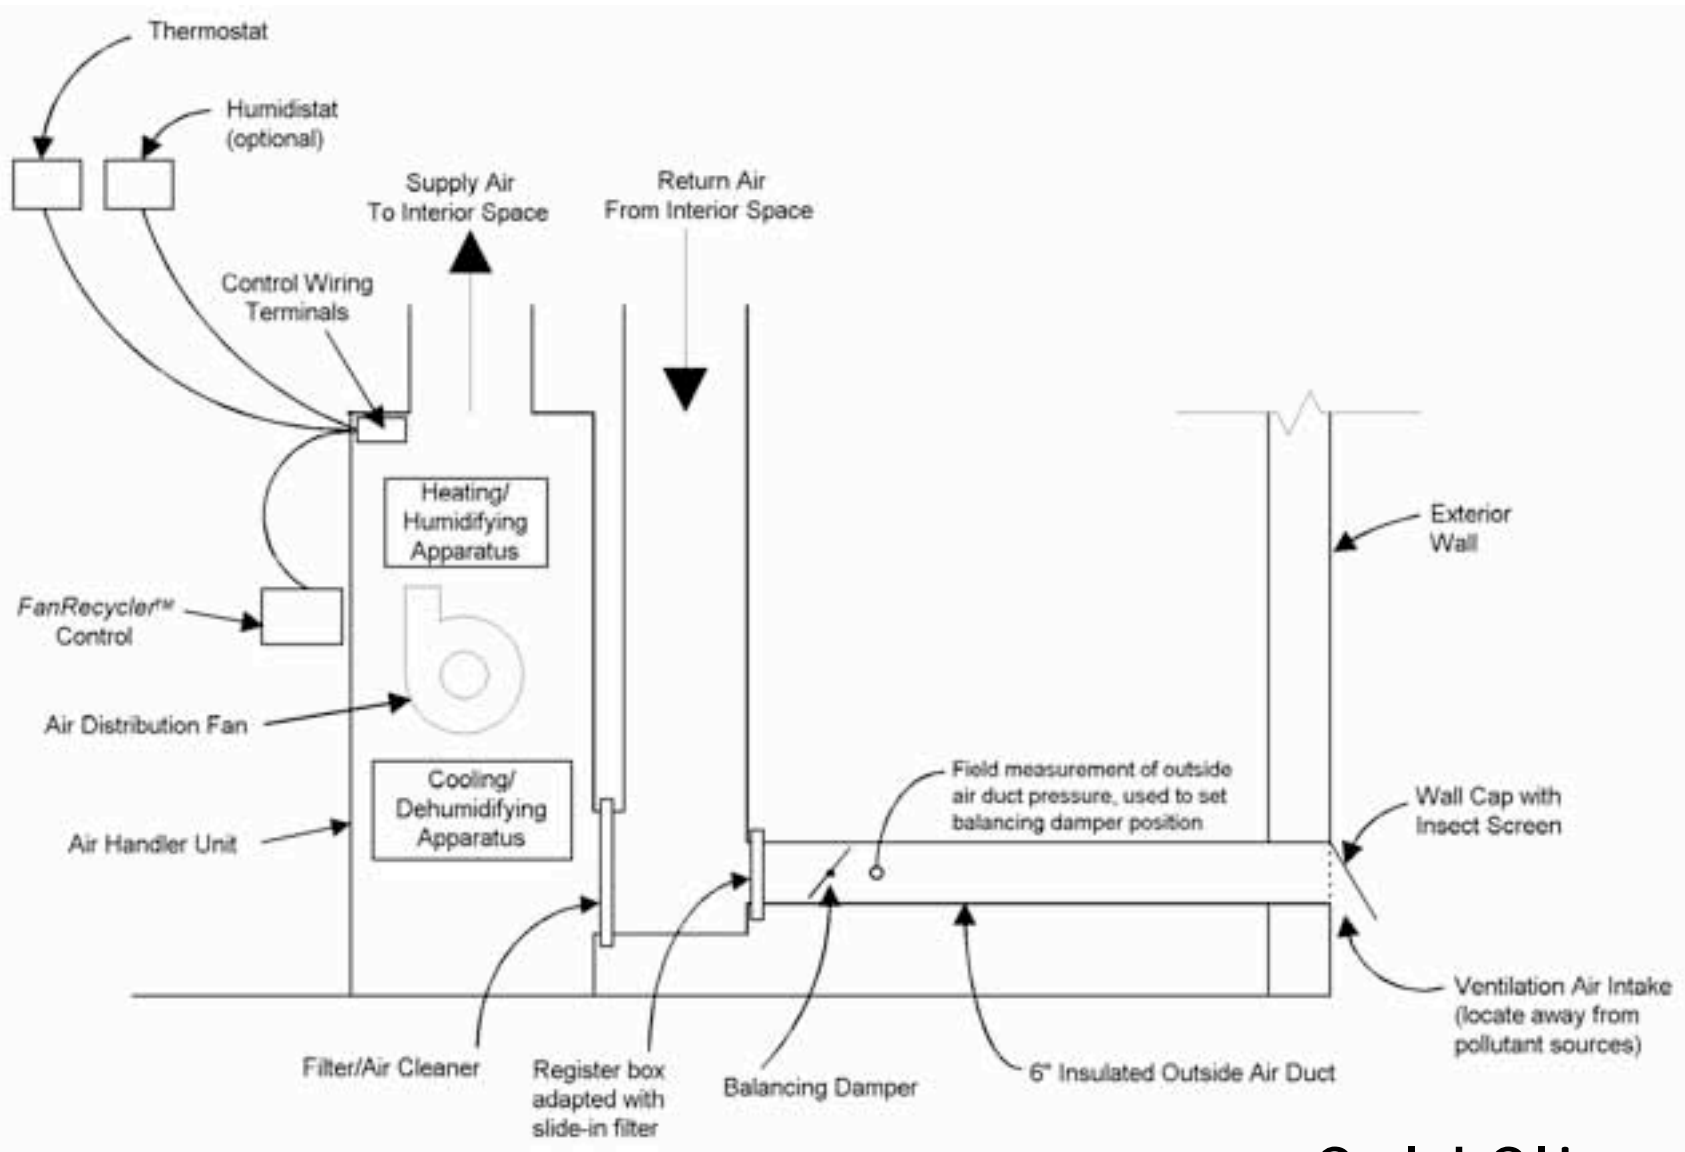 Thermostat
Humidistat
(optional)
Supply Air
To Interior Space
Return Air
From Interior Space
Control Wiring
Terminals
Heating/
Humidifying
Apparatus
Exterior
Wall
FanRecycler™
Control
Air Distribution Fan
Cooling/
Dehumidifying
Apparatus
Air Handler Unit
Field measurement of outside
air duct pressure, used to set
balancing damper position
Wall Cap with
Insect Screen
Ventilation Air Intake
(locate away from
pollutant sources)
Filter/Air Cleaner
Register box
adapted with
slide-in filter
Balancing Damper
6" Insulated Outside Air Duct